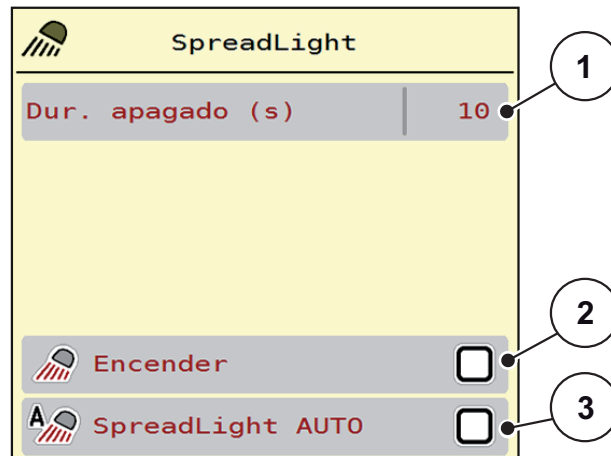 SpreadLight
1
Dur. apagado (s) 10
2
Encender
3
A SpreadLight AUTO